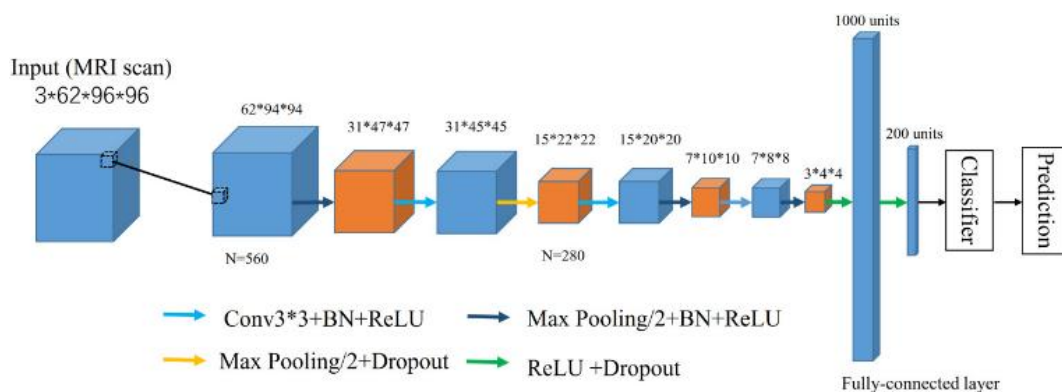 1000 units
Input (MRI scan)
3*62*96*96
62*94*94
31*47*47
31*45*45
15*22*22
15*20*20
7*10*10
7*8*8
3*4*4
200 units
Classifier
Prediction
N=560
N=280
Conv3*3+BN+ReLU
Max Pooling/2+BN+ReLU
Max Pooling/2+Dropout
ReLU +Dropout
Fully-connected layer